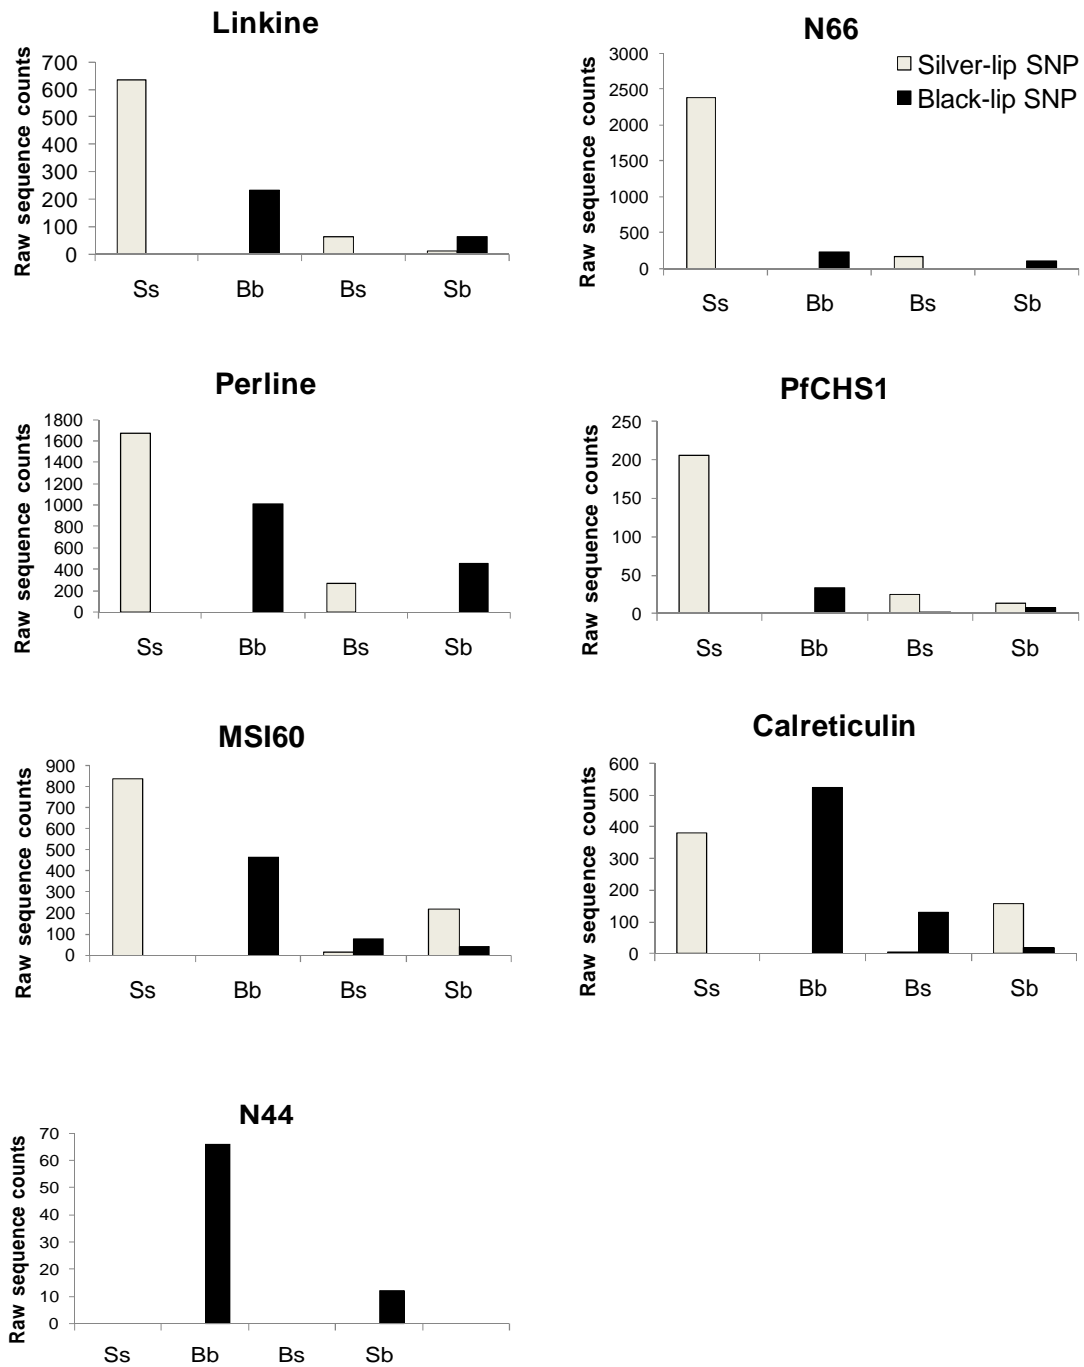 Linkine
Raw sequence counts
700
600
500
400
300
200
100
0
Ss Bb Bs Sb
N66
Raw sequence counts
3000
2500
2000
1500
1000
500
0
Ss Bb Bs Sb
Silver-lip SNP
Black-lip SNP
Perline
Raw sequence counts
1800
1600
1400
1200
1000
800
600
400
200
0
Ss Bb Bs Sb
PfCHS1
Raw sequence counts
250
200
150
100
50
0
Ss Bb Bs Sb
MSI60
Raw sequence counts
900
800
700
600
500
400
300
200
100
0
Ss Bb Bs Sb
Calreticulin
Raw sequence counts
600
500
400
300
200
100
0
Ss Bb Bs Sb
N44
Raw sequence counts
70
60
50
40
30
20
10
0
Ss Bb Bs Sb